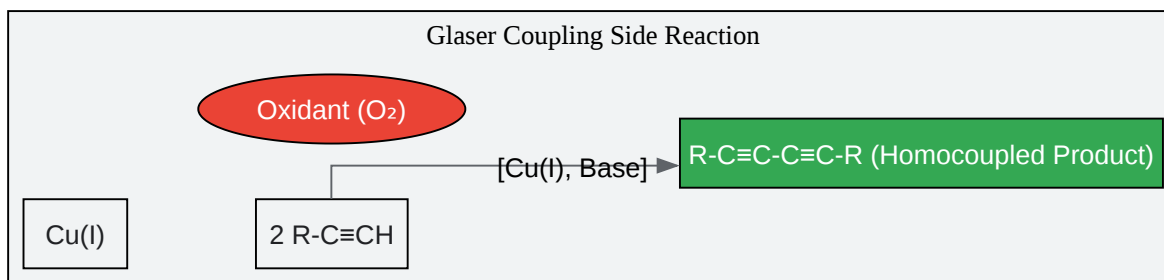 Glaser Coupling Side Reaction
Oxidant (O₂)
[Cu(I), Base]
R-C≡C-C≡C-R (Homocoupled Product)
Cu(I)
2 R-C≡CH